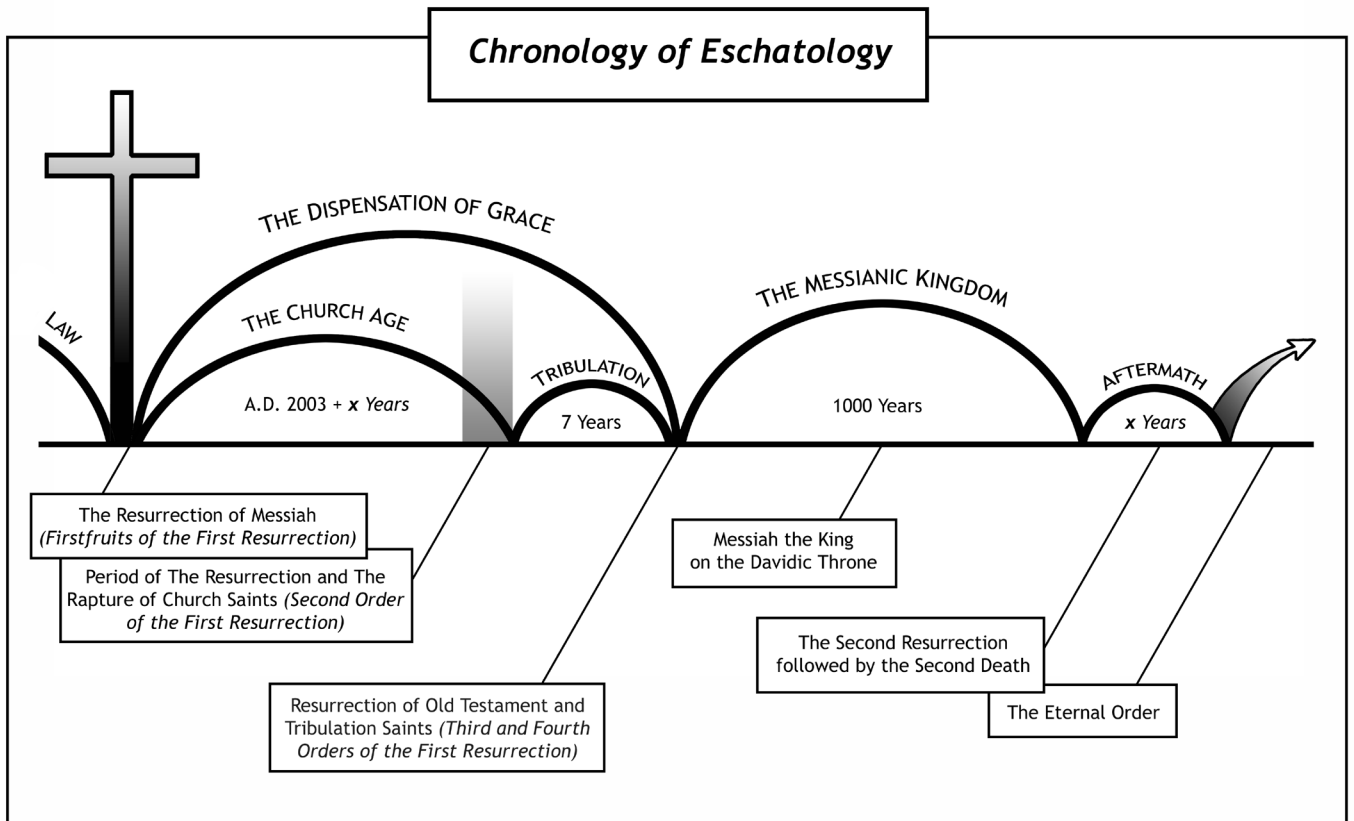 Chronology of Eschatology
LAW
THE DISPENSATION OF GRACE
THE CHURCH AGE
A.D. 2003 + x Years
TRIBULATION
7 Years
THE MESSIANIC KINGDOM
1000 Years
AFTERMATH
x Years
The Resurrection of Messiah
(Firstfruits of the First Resurrection)
Period of The Resurrection and The
Rapture of Church Saints (Second Order
of the First Resurrection)
Resurrection of Old Testament and
Tribulation Saints (Third and Fourth
Orders of the First Resurrection)
Messiah the King
on the Davidic Throne
The Second Resurrection
followed by the Second Death
The Eternal Order